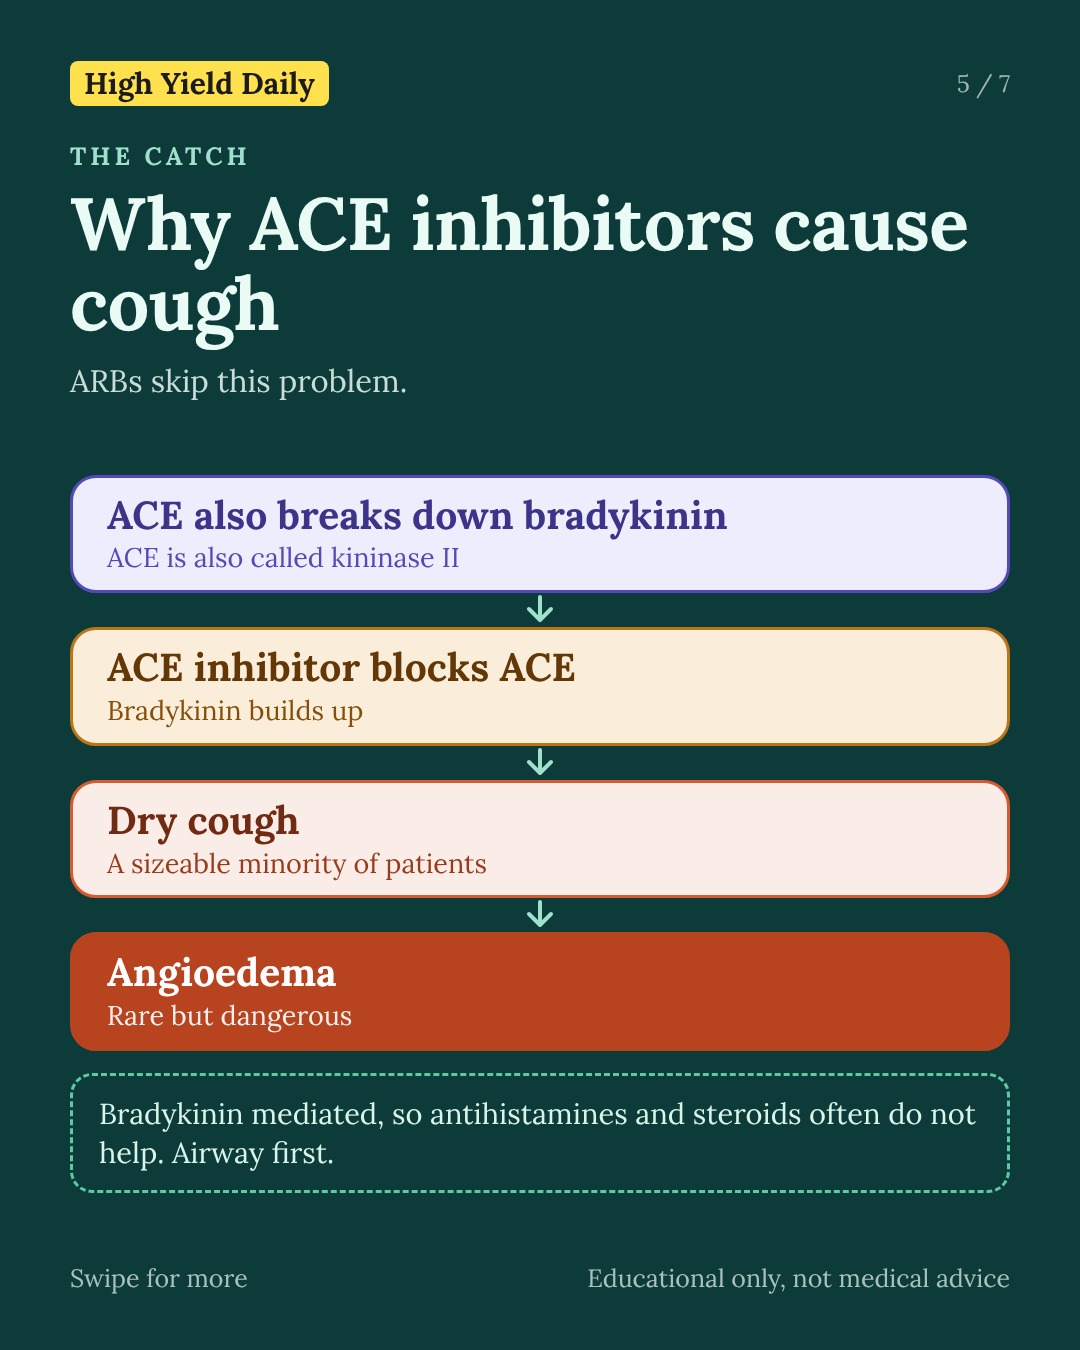 High Yield Daily
5 / 7
THE CATCH
Why ACE inhibitors cause
cough
ARBs skip this problem.
ACE also breaks down bradykinin
ACE is also called kininase II
ACE inhibitor blocks ACE
Bradykinin builds up
Dry cough
A sizeable minority of patients
Angioedema
Rare but dangerous
Bradykinin mediated, so antihistamines and steroids often do not
help. Airway first.
Swipe for more
Educational only, not medical advice